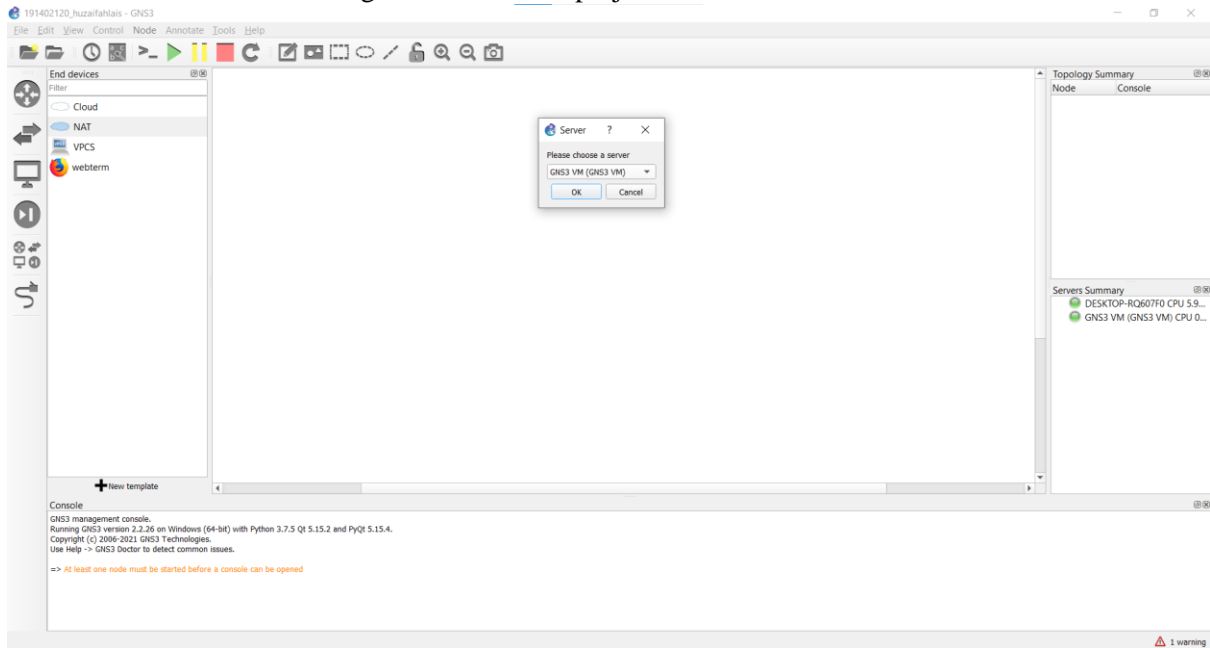 191402120_huzaifahlais - GNS3
File Edit View Control Node Annotate Tools Help
End devices
Filter
Cloud
NAT
VPCS
webterm
New template
Server ? X
Please choose a server
GNS3 VM (GNS3 VM)
OK Cancel
Topology Summary
Node Console
Servers Summary
DESKTOP-RQ607F0 CPU 5.9...
GNS3 VM (GNS3 VM) CPU 0...
Console
GNS3 management console.
Running GNS3 version 2.2.26 on Windows (64-bit) with Python 3.7.5 Qt 5.15.2 and PyQt 5.15.4.
Copyright (c) 2006-2021 GNS3 Technologies.
Use Help -> GNS3 Doctor to detect common issues.
=> At least one node must be started before a console can be opened
1 warning